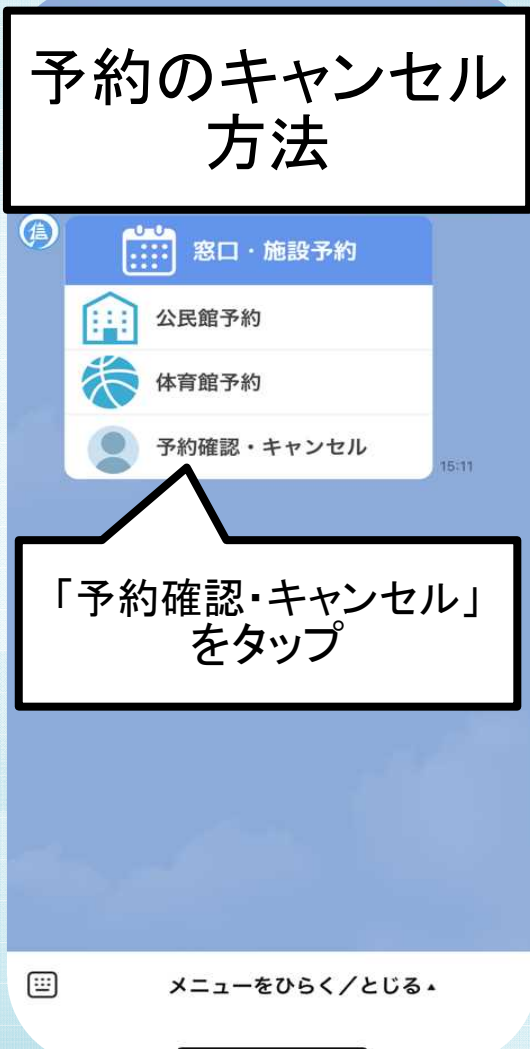 予約のキャンセル
方法
信
窓口・施設予約
公民館予約
体育館予約
予約確認・キャンセル
15:11
「予約確認・キャンセル」
をタップ
メニューをひらく／とじる▲